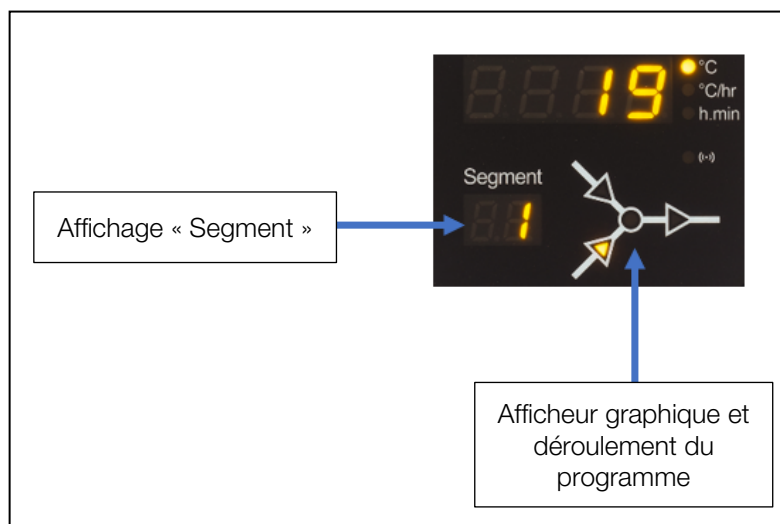 19
°C
°C/hr
h.min
Segment
1
Affichage « Segment »
Afficheur graphique et
déroulement du
programme